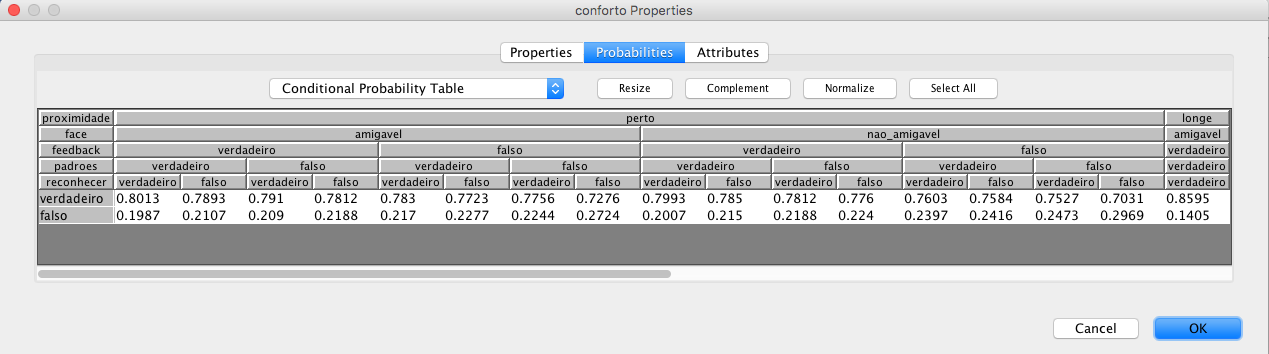 conforto Properties
Properties Probabilities Attributes
Conditional Probability Table Resize Complement Normalize Select All
proximidade perto longe
face amigavel nao_amigavel amigavel
feedback verdadeiro falso verdadeiro falso verdadeiro
padroes verdadeiro falso verdadeiro falso verdadeiro falso verdadeiro falso verdadeiro
reconhecer verdadeiro falso verdadeiro falso verdadeiro falso verdadeiro falso verdadeiro falso verdadeiro falso verdadeiro falso verdadeiro falso verdadeiro
verdadeiro 0.8013 0.7893 0.791 0.7812 0.783 0.7723 0.7756 0.7276 0.7993 0.785 0.7812 0.776 0.7603 0.7584 0.7527 0.7031 0.8595
falso 0.1987 0.2107 0.209 0.2188 0.217 0.2277 0.2244 0.2724 0.2007 0.215 0.2188 0.224 0.2397 0.2416 0.2473 0.2969 0.1405
Cancel OK